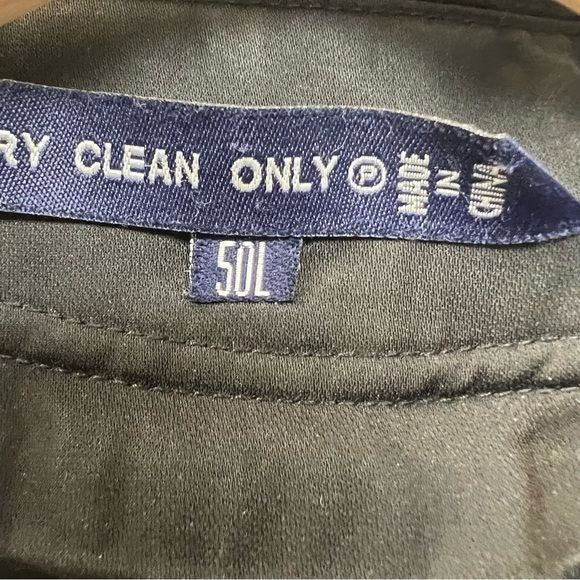 RY CLEAN ONLY Ⓟ MADE IN CHINA
50L